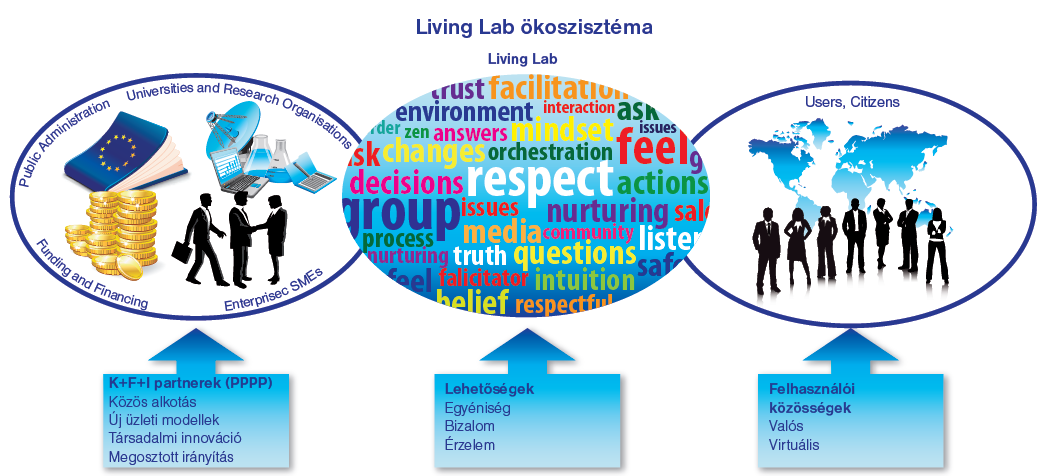 Living Lab ökoszisztéma
Living Lab
Public Administration
Universities and Research Organisations
Funding and Financing
Enterprisec SMEs
trust facilitation
environment interaction ask
zen answers mindset issues
changes orchestration feel
decisions respect actions
group issues nurturing
process media community listen
nurturing truth questions
feel falicitator intuition
belief respectful
Users, Citizens
K+F+I partnerek (PPPP)
Közös alkotás
Új üzleti modellek
Társadalmi innováció
Megosztott irányítás
Lehetőségek
Egyéniség
Bizalom
Érzelem
Felhasználói
közösségek
Valós
Virtuális